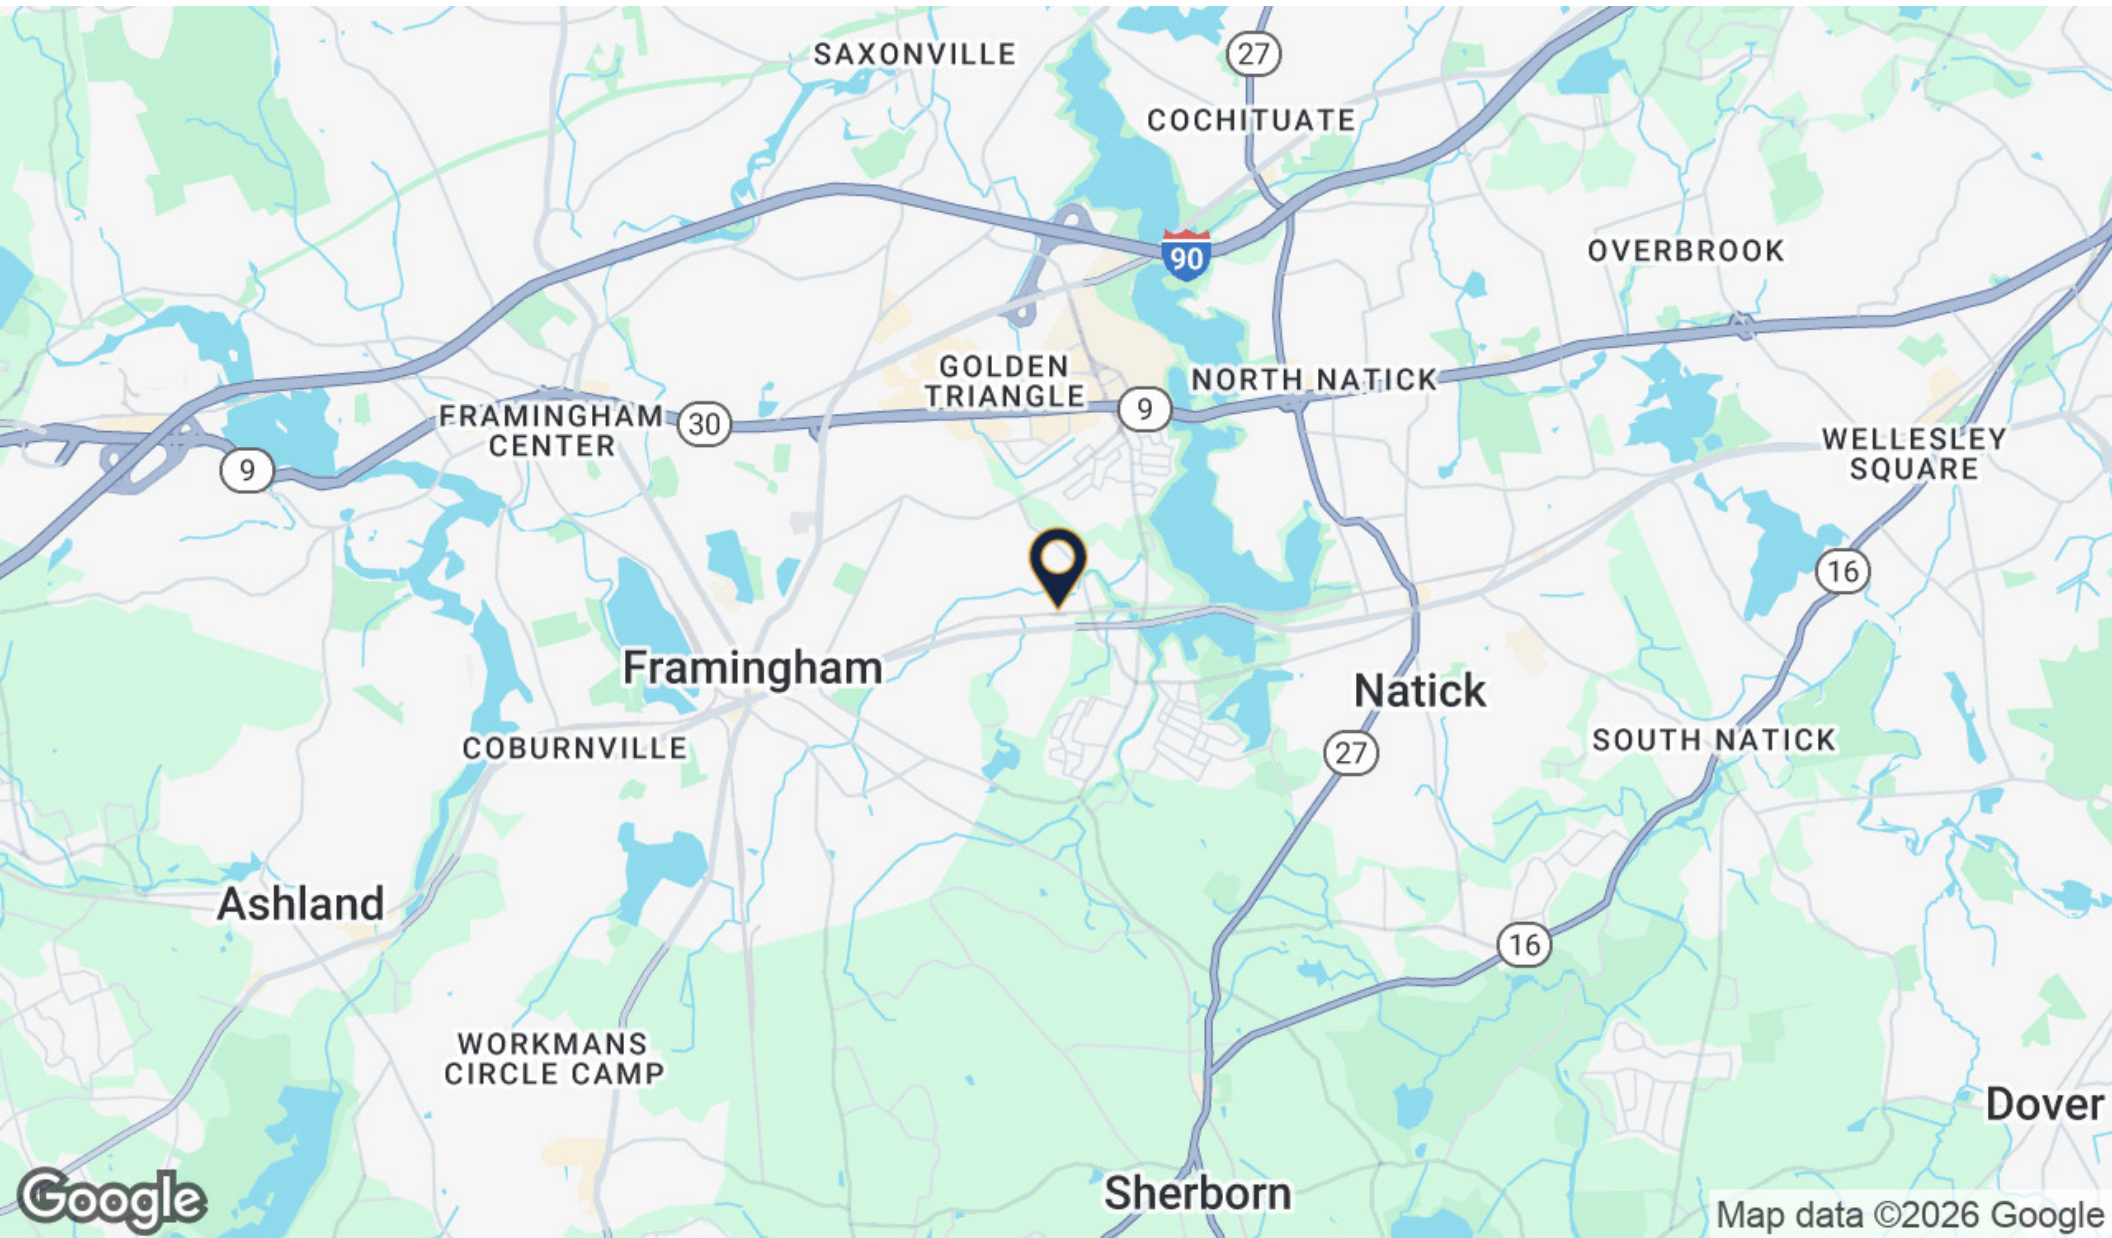 SAXONVILLE
27
COCHITUATE
90
OVERBROOK
GOLDEN
TRIANGLE
NORTH NATICK
9
30
FRAMINGHAM
CENTER
9
WELLESLEY
SQUARE
16
Framingham
Natick
COBURNVILLE
27
SOUTH NATICK
Ashland
16
WORKMANS
CIRCLE CAMP
Dover
Sherborn
Google
Map data ©2026 Google